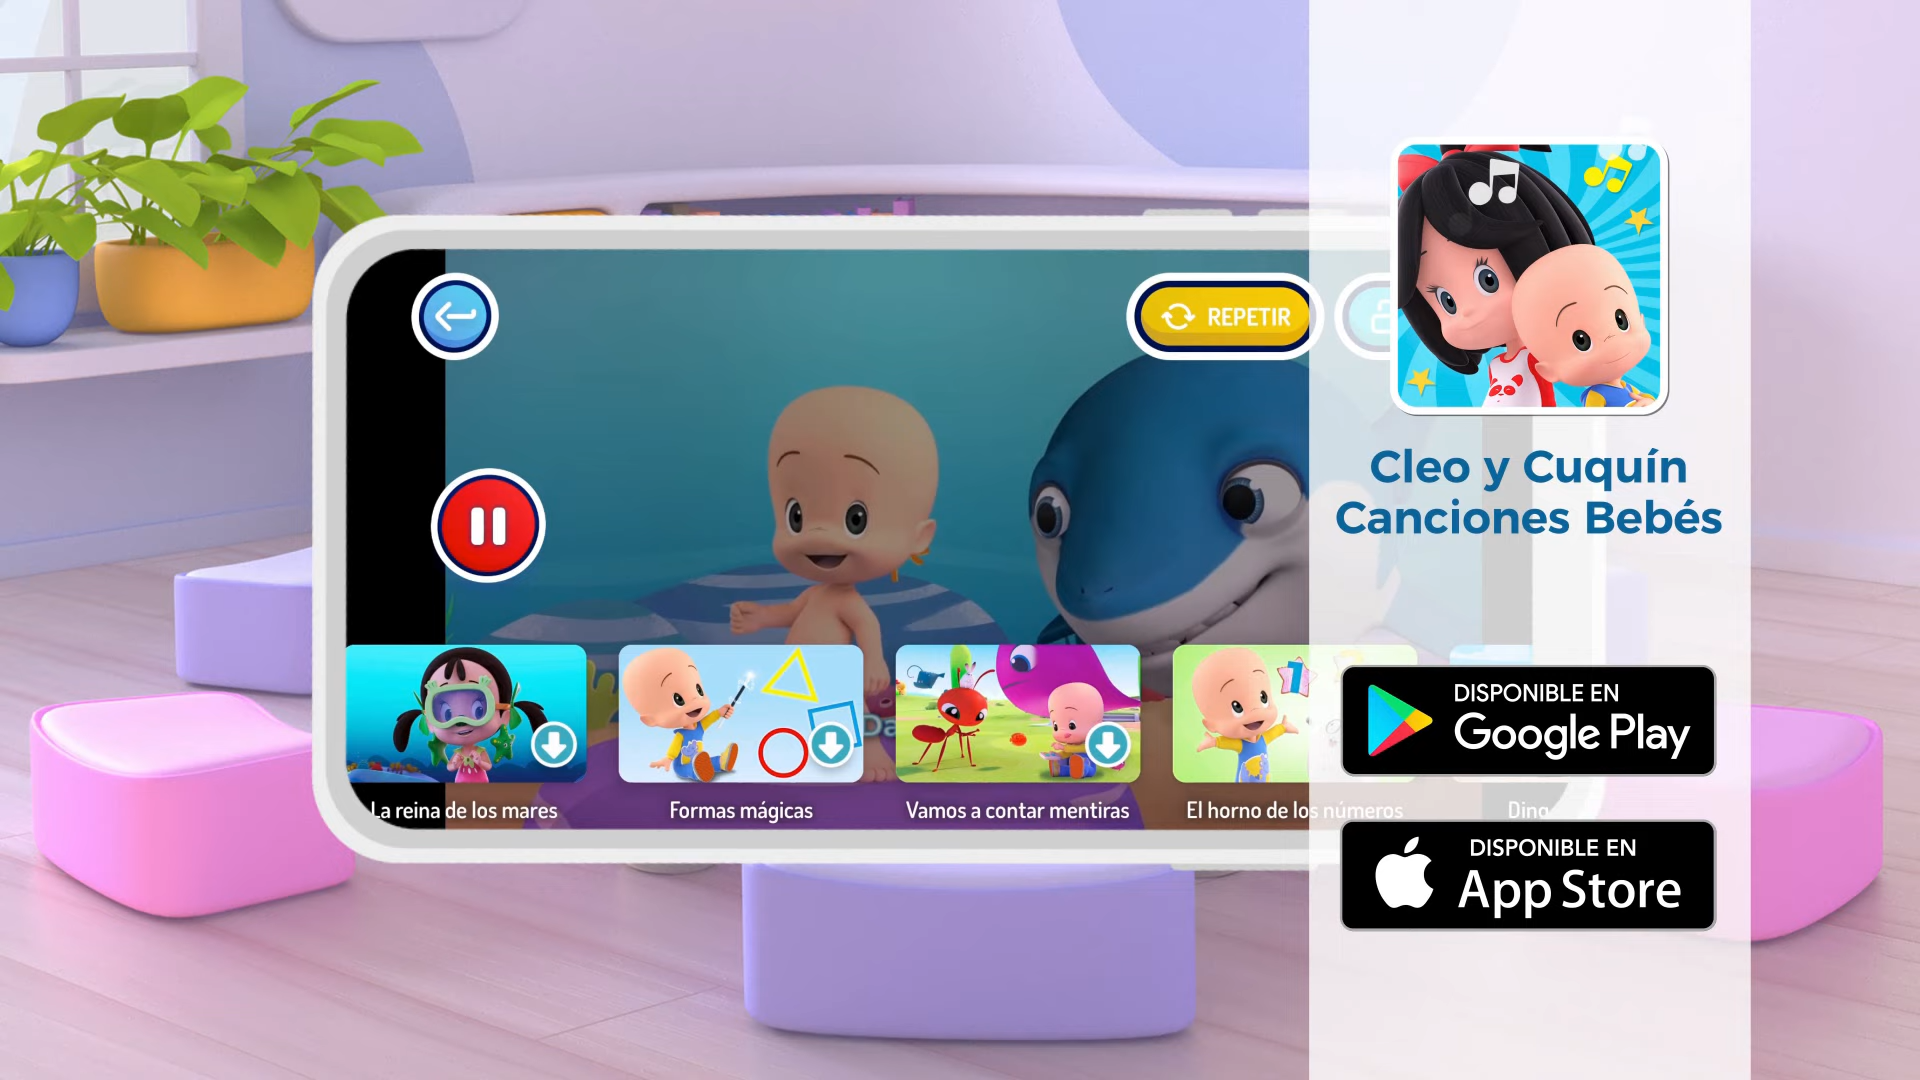 REPETIR
Cleo y Cuquín
Canciones Bebés
DISPONIBLE EN
Google Play
DISPONIBLE EN
App Store
La reina de los mares
Formas mágicas
Vamos a contar mentiras
El horno de los números